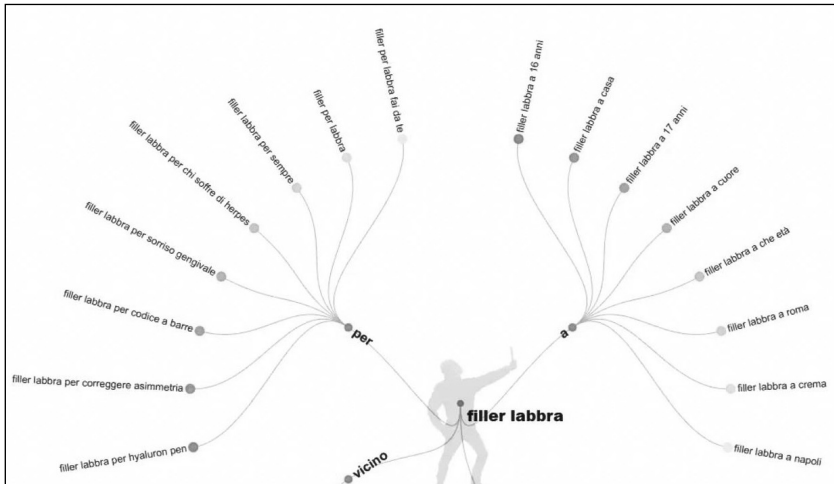 filler per labbra fai da te
filler per labbra
filler labbra per sempre
filler labbra per chi soffre di herpes
filler labbra per sorriso gengivale
filler labbra per codice a barre
filler labbra per correggere asimmetria
filler labbra per hyaluron pen
per
filler labbra a 16 anni
filler labbra a casa
filler labbra a 17 anni
filler labbra a cuore
filler labbra a che età
filler labbra a roma
filler labbra a crema
filler labbra a napoli
a
filler labbra
vicino